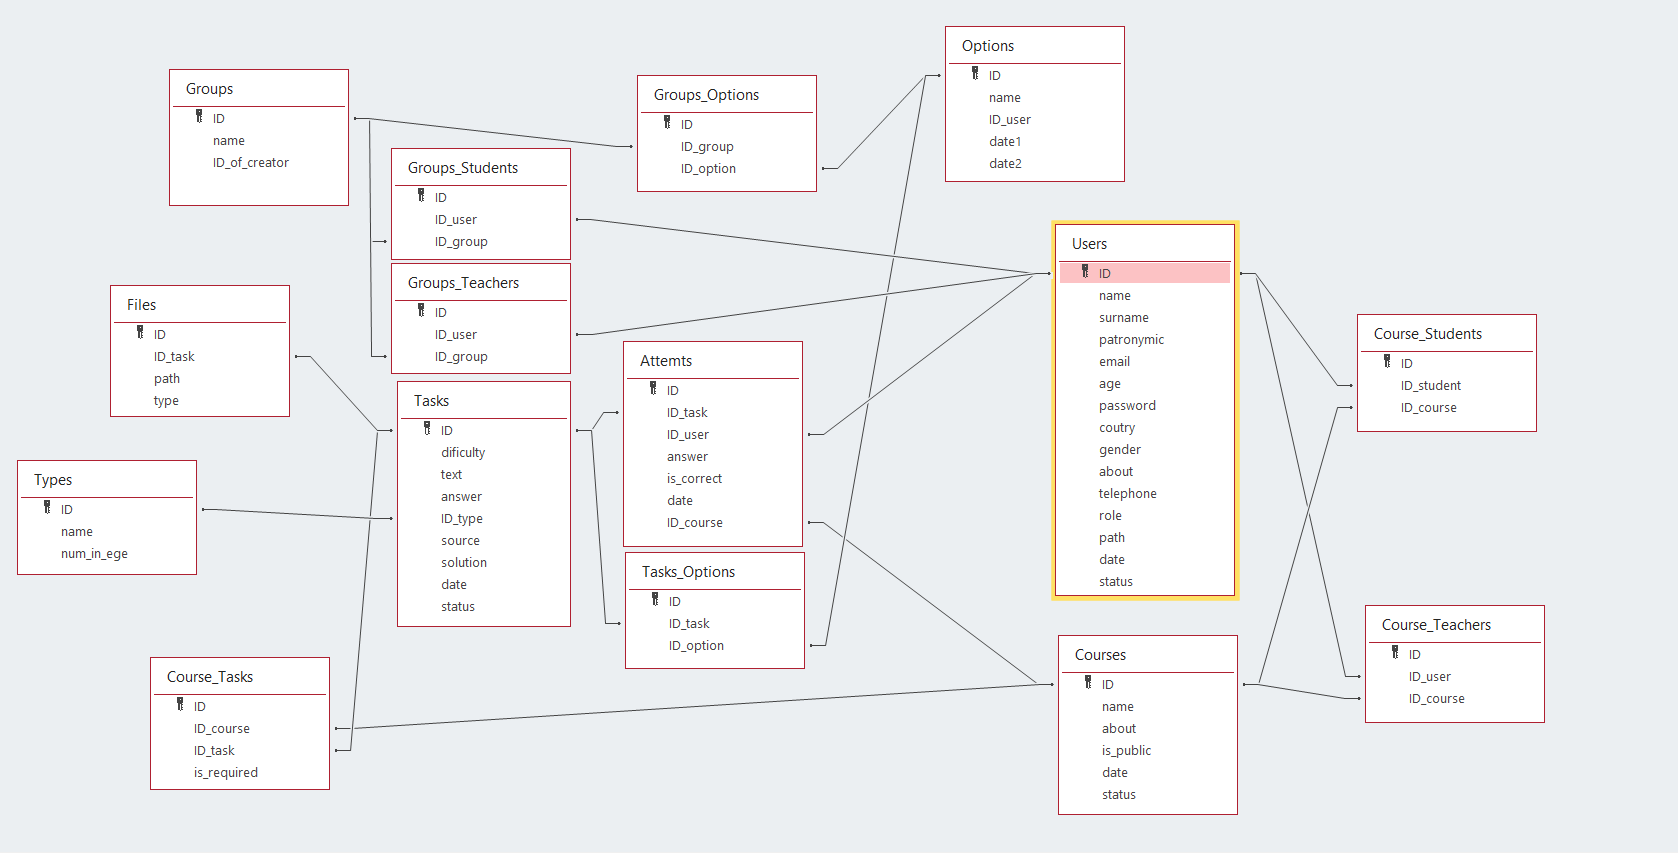 Groups
ID
name
ID_of_creator
Groups_Options
ID
ID_group
ID_option
Options
ID
name
ID_user
date1
date2
Groups_Students
ID
ID_user
ID_group
Groups_Teachers
ID
ID_user
ID_group
Users
ID
name
surname
patronymic
email
age
password
coutry
gender
about
telephone
role
path
date
status
Files
ID
ID_task
path
type
Course_Students
ID
ID_student
ID_course
Attemts
ID
ID_task
ID_user
answer
is_correct
date
ID_course
Tasks
ID
dificulty
text
answer
ID_type
source
solution
date
status
Types
ID
name
num_in_ege
Tasks_Options
ID
ID_task
ID_option
Course_Teachers
ID
ID_user
ID_course
Courses
ID
name
about
is_public
date
status
Course_Tasks
ID
ID_course
ID_task
is_required